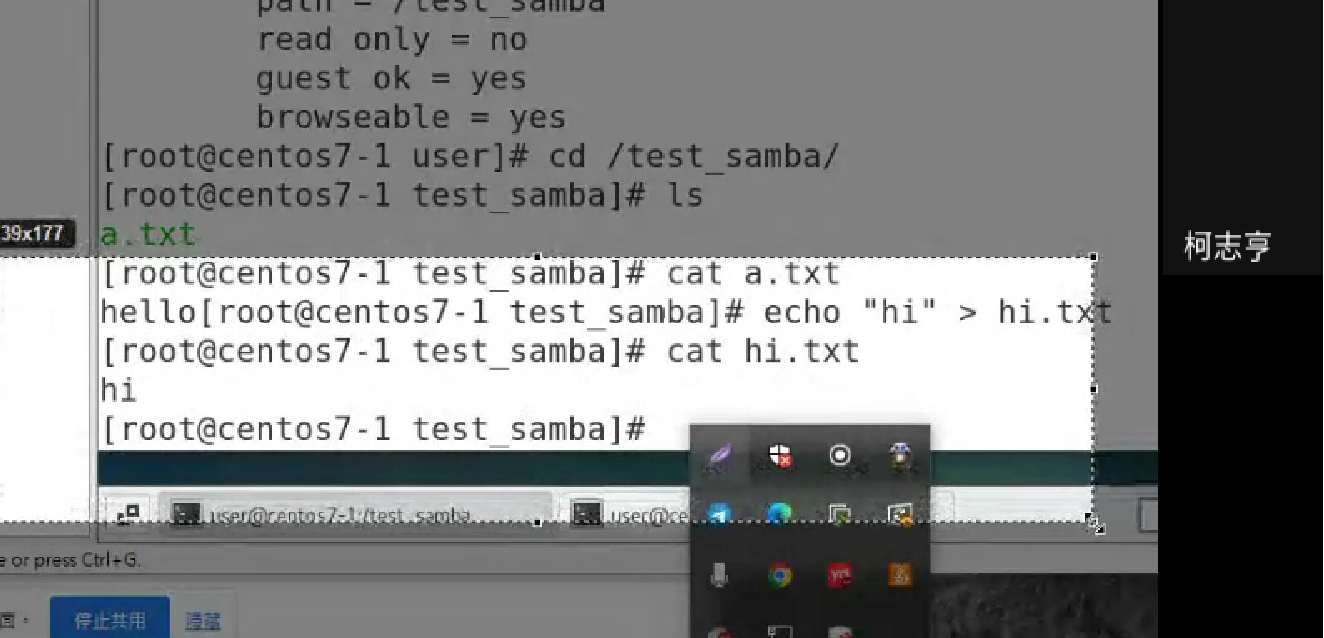 path = /test_samba
read only = no
guest ok = yes
browseable = yes
[root@centos7-1 user]# cd /test_samba/
[root@centos7-1 test_samba]# ls
39x177
a.txt
[root@centos7-1 test_samba]# cat a.txt
hello[root@centos7-1 test_samba]# echo "hi" > hi.txt
[root@centos7-1 test_samba]# cat hi.txt
hi
[root@centos7-1 test_samba]#
柯志亨
user@centos7-1:/test_samba
user@ce
e or press Ctrl+G.
面。
停止共用
隱藏